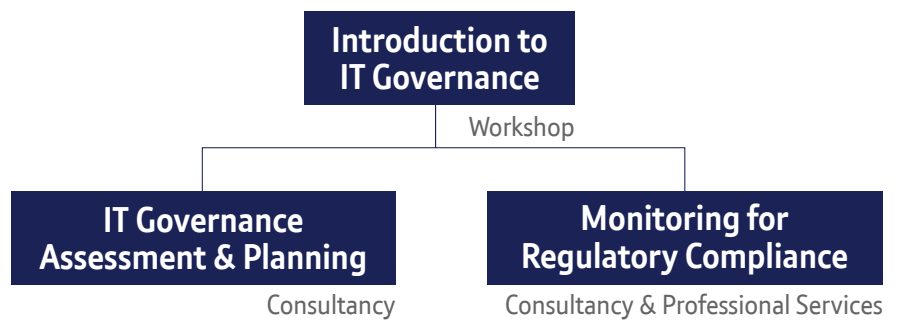 Introduction to
IT Governance
Workshop
IT Governance
Assessment & Planning
Consultancy
Monitoring for
Regulatory Compliance
Consultancy & Professional Services